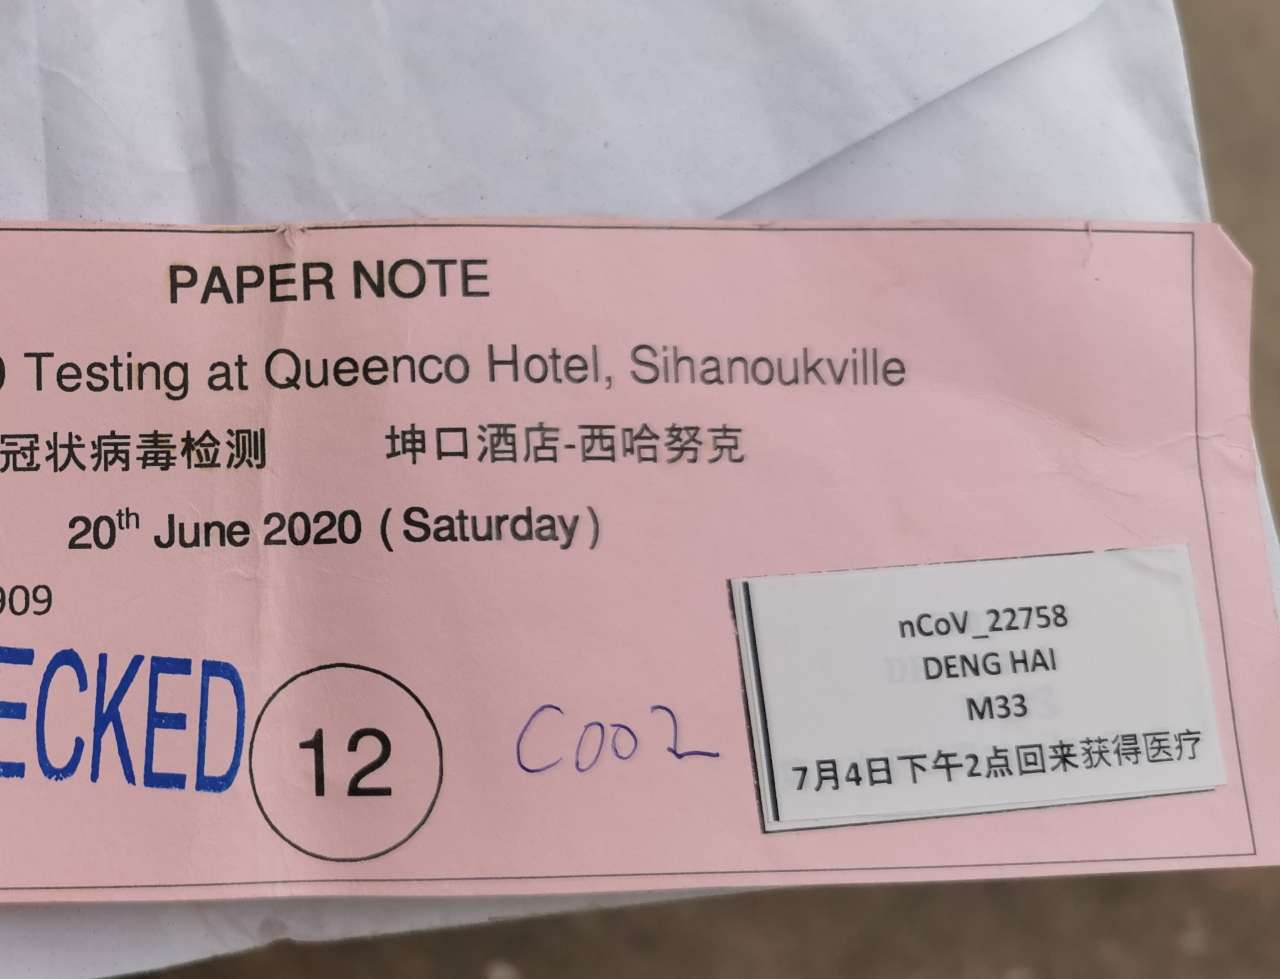 PAPER NOTE
Testing at Queenco Hotel, Sihanoukville
冠状病毒检测 坤口酒店-西哈努克
20th June 2020 (Saturday)
909
ECKED
12
C002
nCoV_22758
DENG HAI
M33
7月4日下午2点回来获得医疗